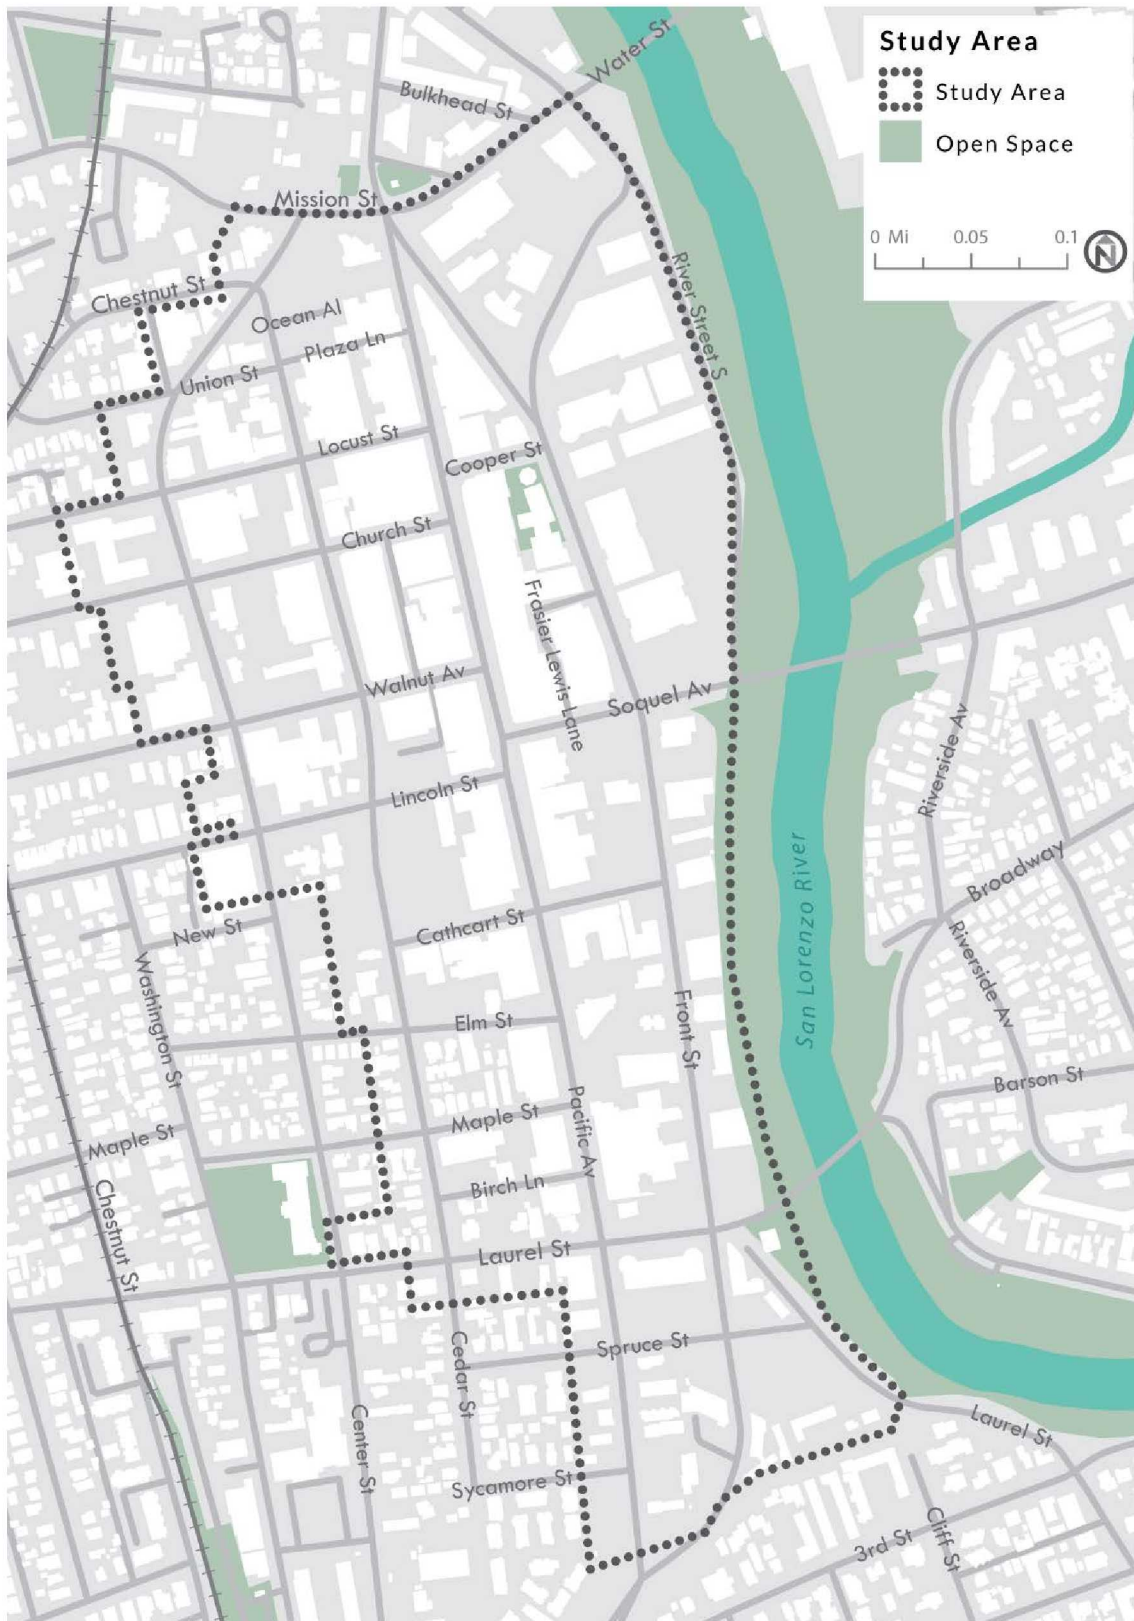 Study Area
Study Area
Open Space
0 Mi 0.05 0.1
N
Water St
Bulkhead St
Mission St
River Street S
Chestnut St
Ocean Al
Plaza Ln
Union St
Locust St
Cooper St
Church St
Frasier Lewis Lane
Walnut Av
Soquel Av
Riverside Av
Lincoln St
San Lorenzo River
Broadway
Cathcart St
New St
Riverside Av
Washington St
Front St
Elm St
Barson St
Pacific Av
Maple St
Maple St
Birch Ln
Chestnut St
Laurel St
Spruce St
Cedar St
Laurel St
Center St
Sycamore St
Cliff St
3rd St